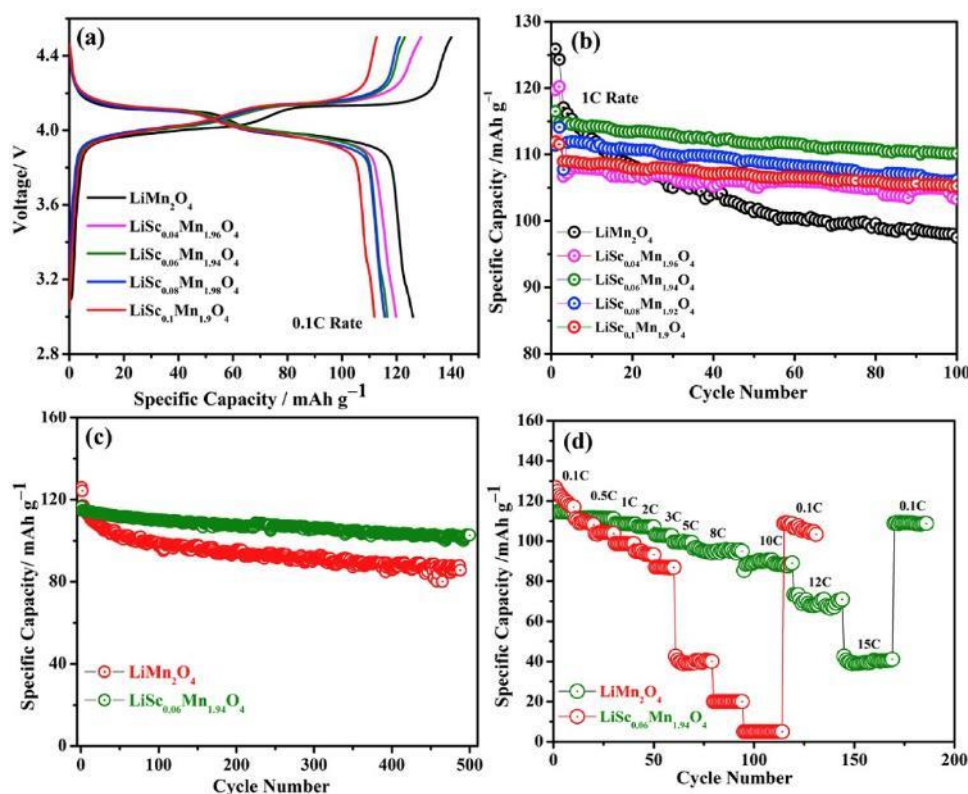 (a)
4.4
4.0
3.6
3.2
2.8
Voltage/ V
LiMn₂O₄
LiSc₀.₀₄Mn₁.₉₆O₄
LiSc₀.₀₆Mn₁.₉₄O₄
LiSc₀.₀₈Mn₁.₉₈O₄
LiSc₀.₁Mn₁.₉O₄
0.1C Rate
0 20 40 60 80 100 120 140
Specific Capacity / mAh g⁻¹
(b)
130
120
110
100
90
80
Specific Capacity /mAh g⁻¹
1C Rate
LiMn₂O₄
LiSc₀.₀₄Mn₁.₉₆O₄
LiSc₀.₀₆Mn₁.₉₄O₄
LiSc₀.₀₈Mn₁.₉₂O₄
LiSc₀.₁Mn₁.₉O₄
0 20 40 60 80 100
Cycle Number
(c)
160
120
80
40
0
Specific Capacity/ mAh g⁻¹
LiMn₂O₄
LiSc₀.₀₆Mn₁.₉₄O₄
0 100 200 300 400 500
Cycle Number
(d)
160
140
120
100
80
60
40
20
0
Specific Capacity /mAh g⁻¹
0.1C
0.5C
1C
2C
3C
5C
8C
10C
0.1C
12C
15C
0.1C
LiMn₂O₄
LiSc₀.₀₆Mn₁.₉₄O₄
0 50 100 150 200
Cycle Number